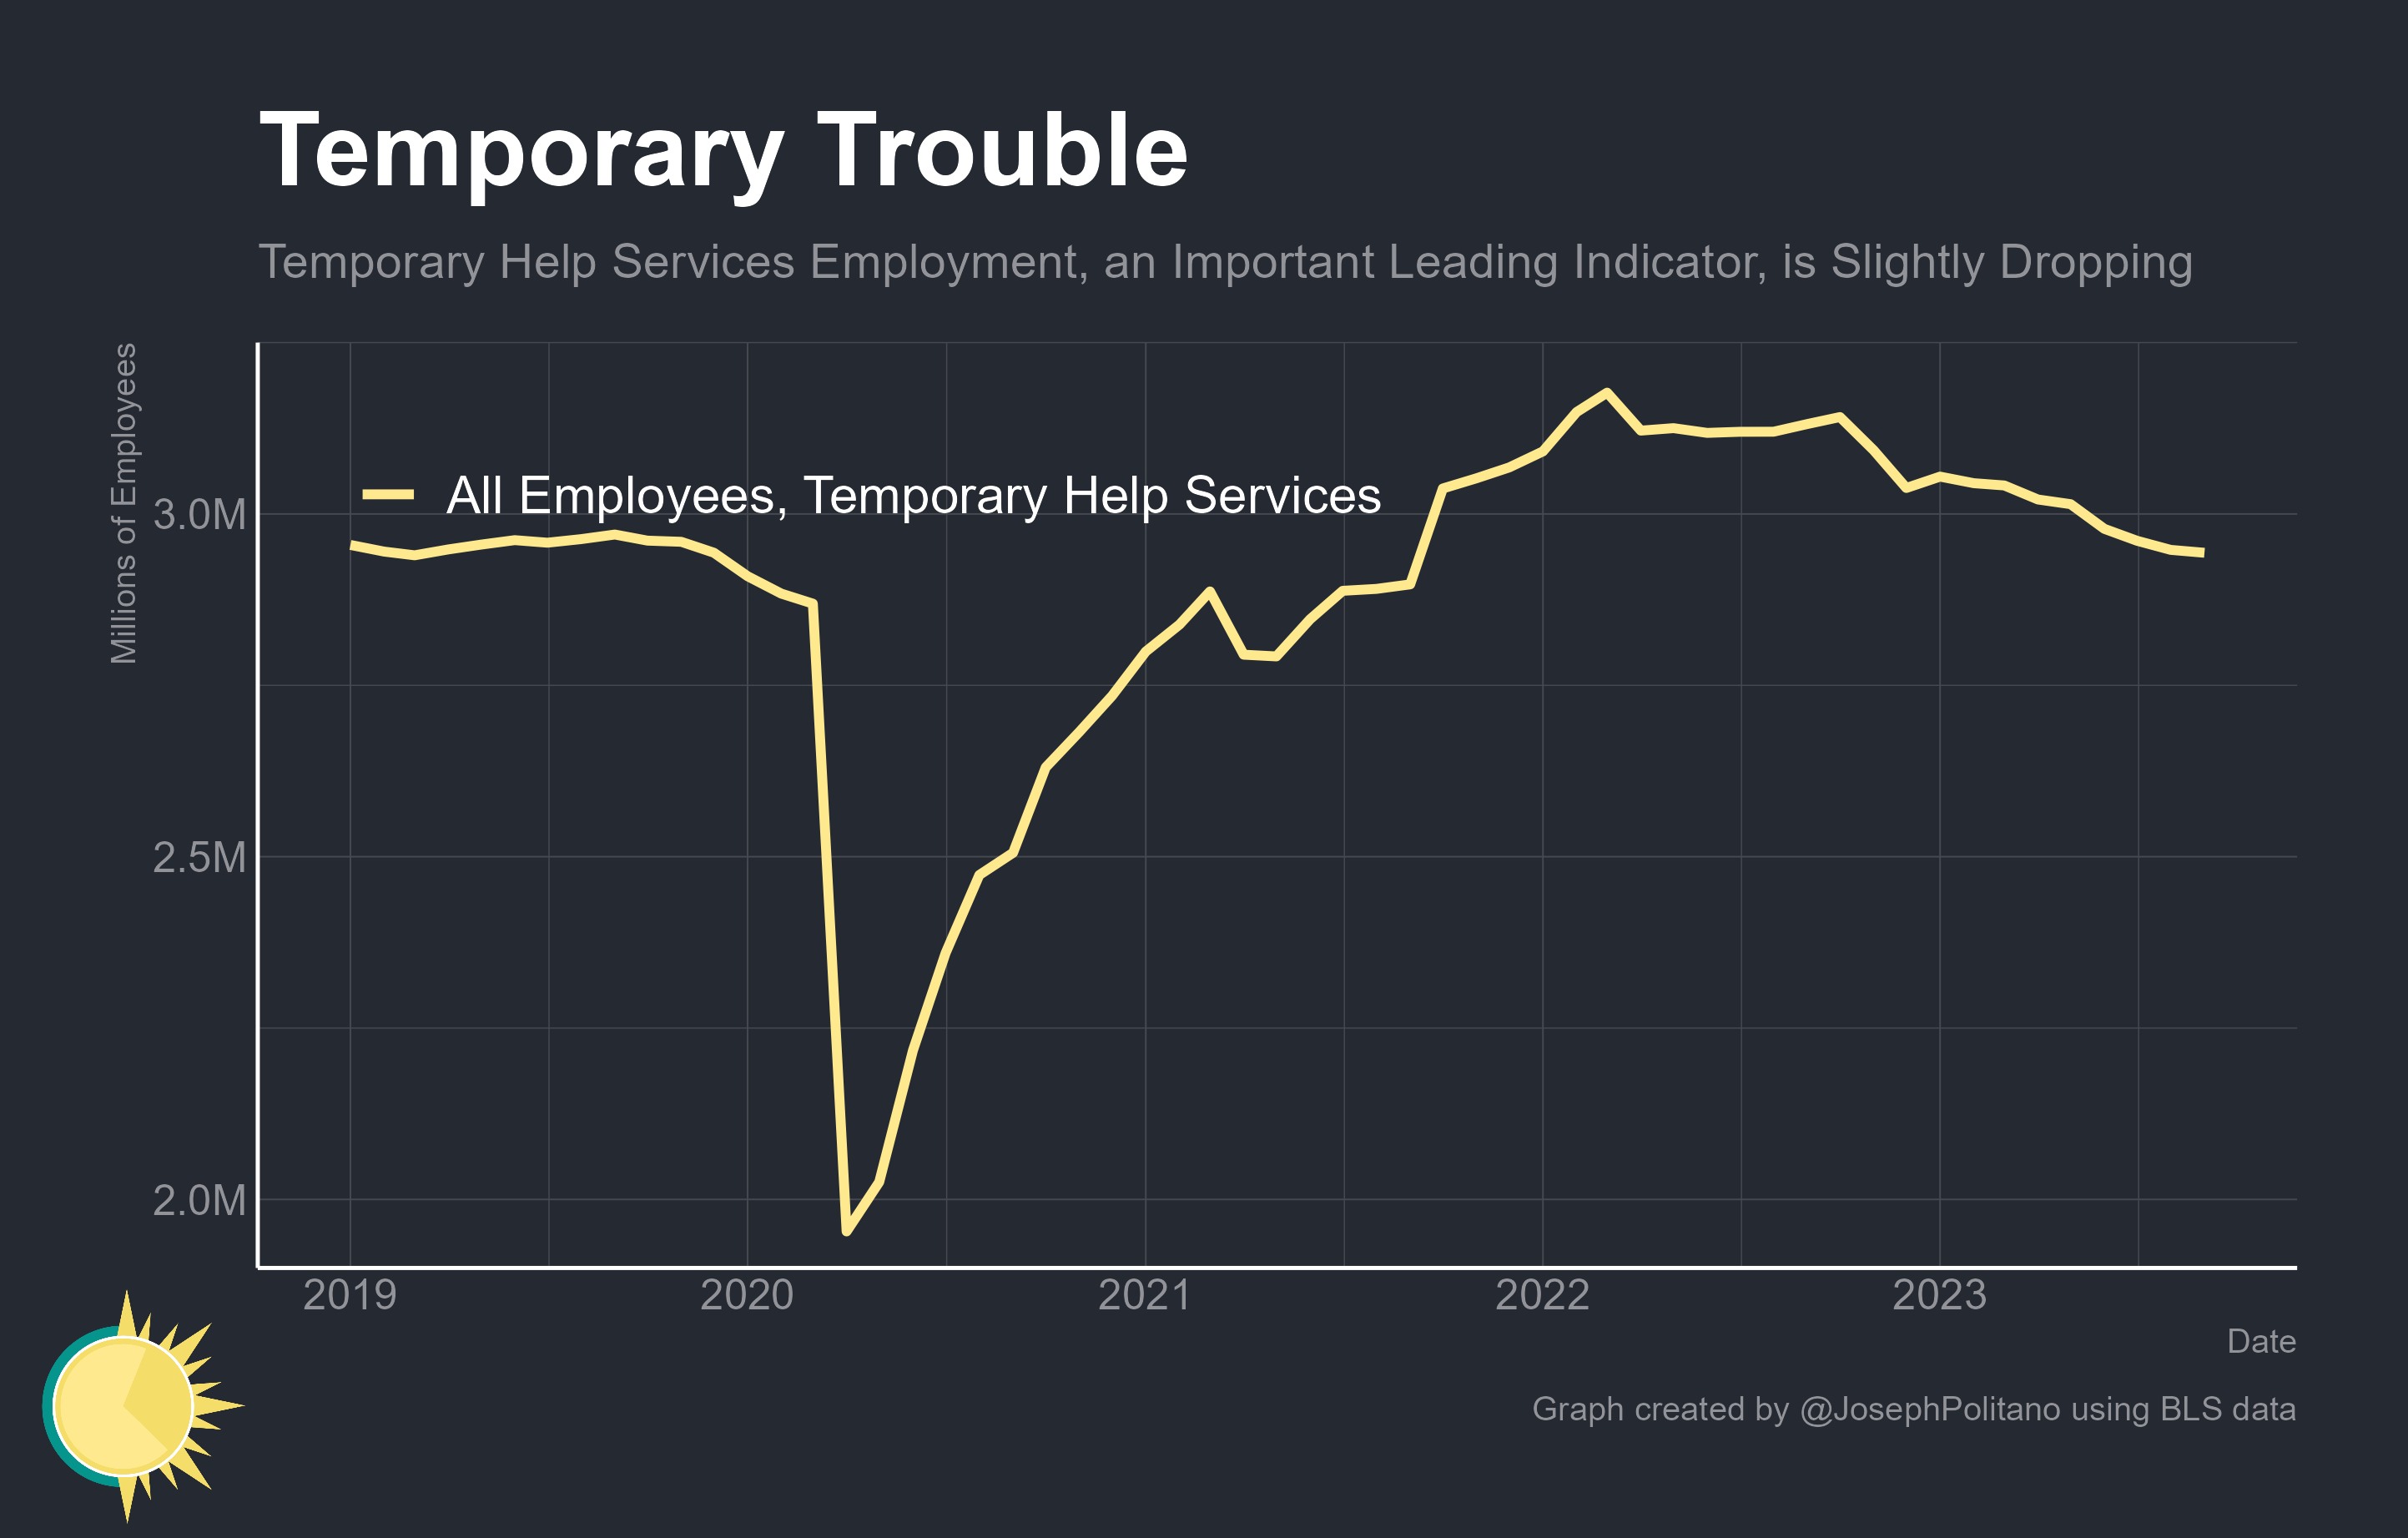 Temporary Trouble
Temporary Help Services Employment, an Important Leading Indicator, is Slightly Dropping
Millions of Employees
All Employees, Temporary Help Services
3.0M
2.5M
2.0M
2019
2020
2021
2022
2023
Date
Graph created by @JosephPolitano using BLS data